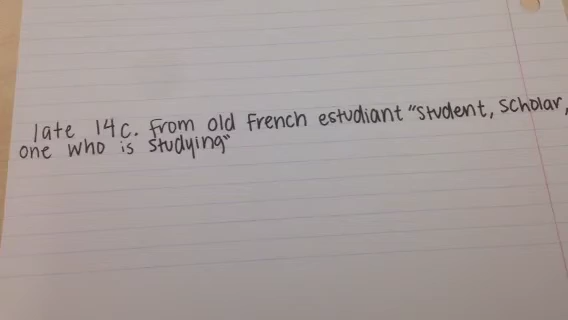 late 14c. from old french estudiant "student, scholar,
one who is studying"